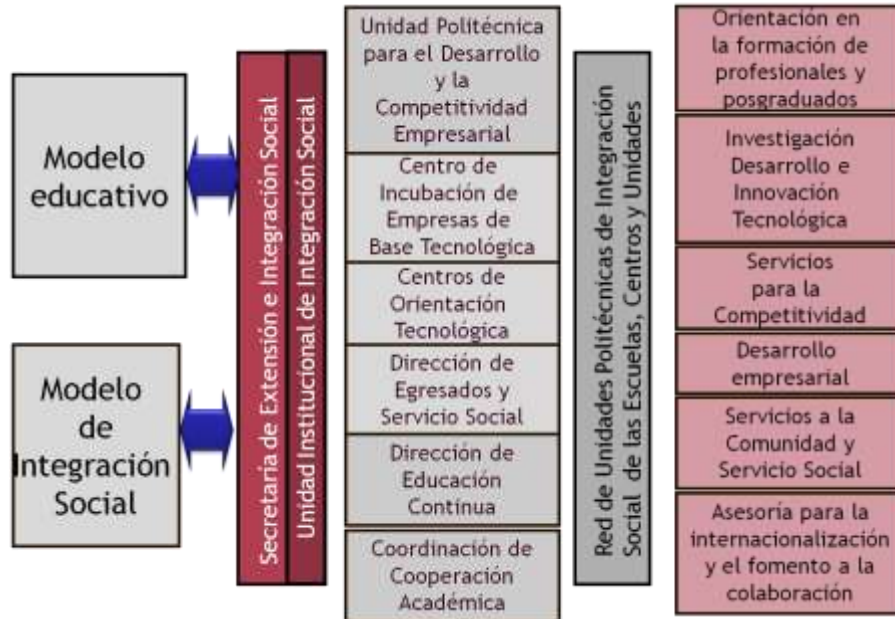 Modelo
educativo
Modelo
de
Integración
Social
Secretaría de Extensión e Integración Social
Unidad Institucional de Integración Social
Unidad Politécnica
para el Desarrollo
y la
Competitividad
Empresarial
Centro de
Incubación de
Empresas de
Base Tecnológica
Centros de
Orientación
Tecnológica
Dirección de
Egresados y
Servicio Social
Dirección de
Educación
Continua
Coordinación de
Cooperación
Académica
Red de Unidades Politécnicas de Integración
Social de las Escuelas, Centros y Unidades
Orientación en
la formación de
profesionales y
posgraduados
Investigación
Desarrollo e
Innovación
Tecnológica
Servicios
para la
Competitividad
Desarrollo
empresarial
Servicios a la
Comunidad y
Servicio Social
Asesoría para la
internacionalización
y el fomento a la
colaboración